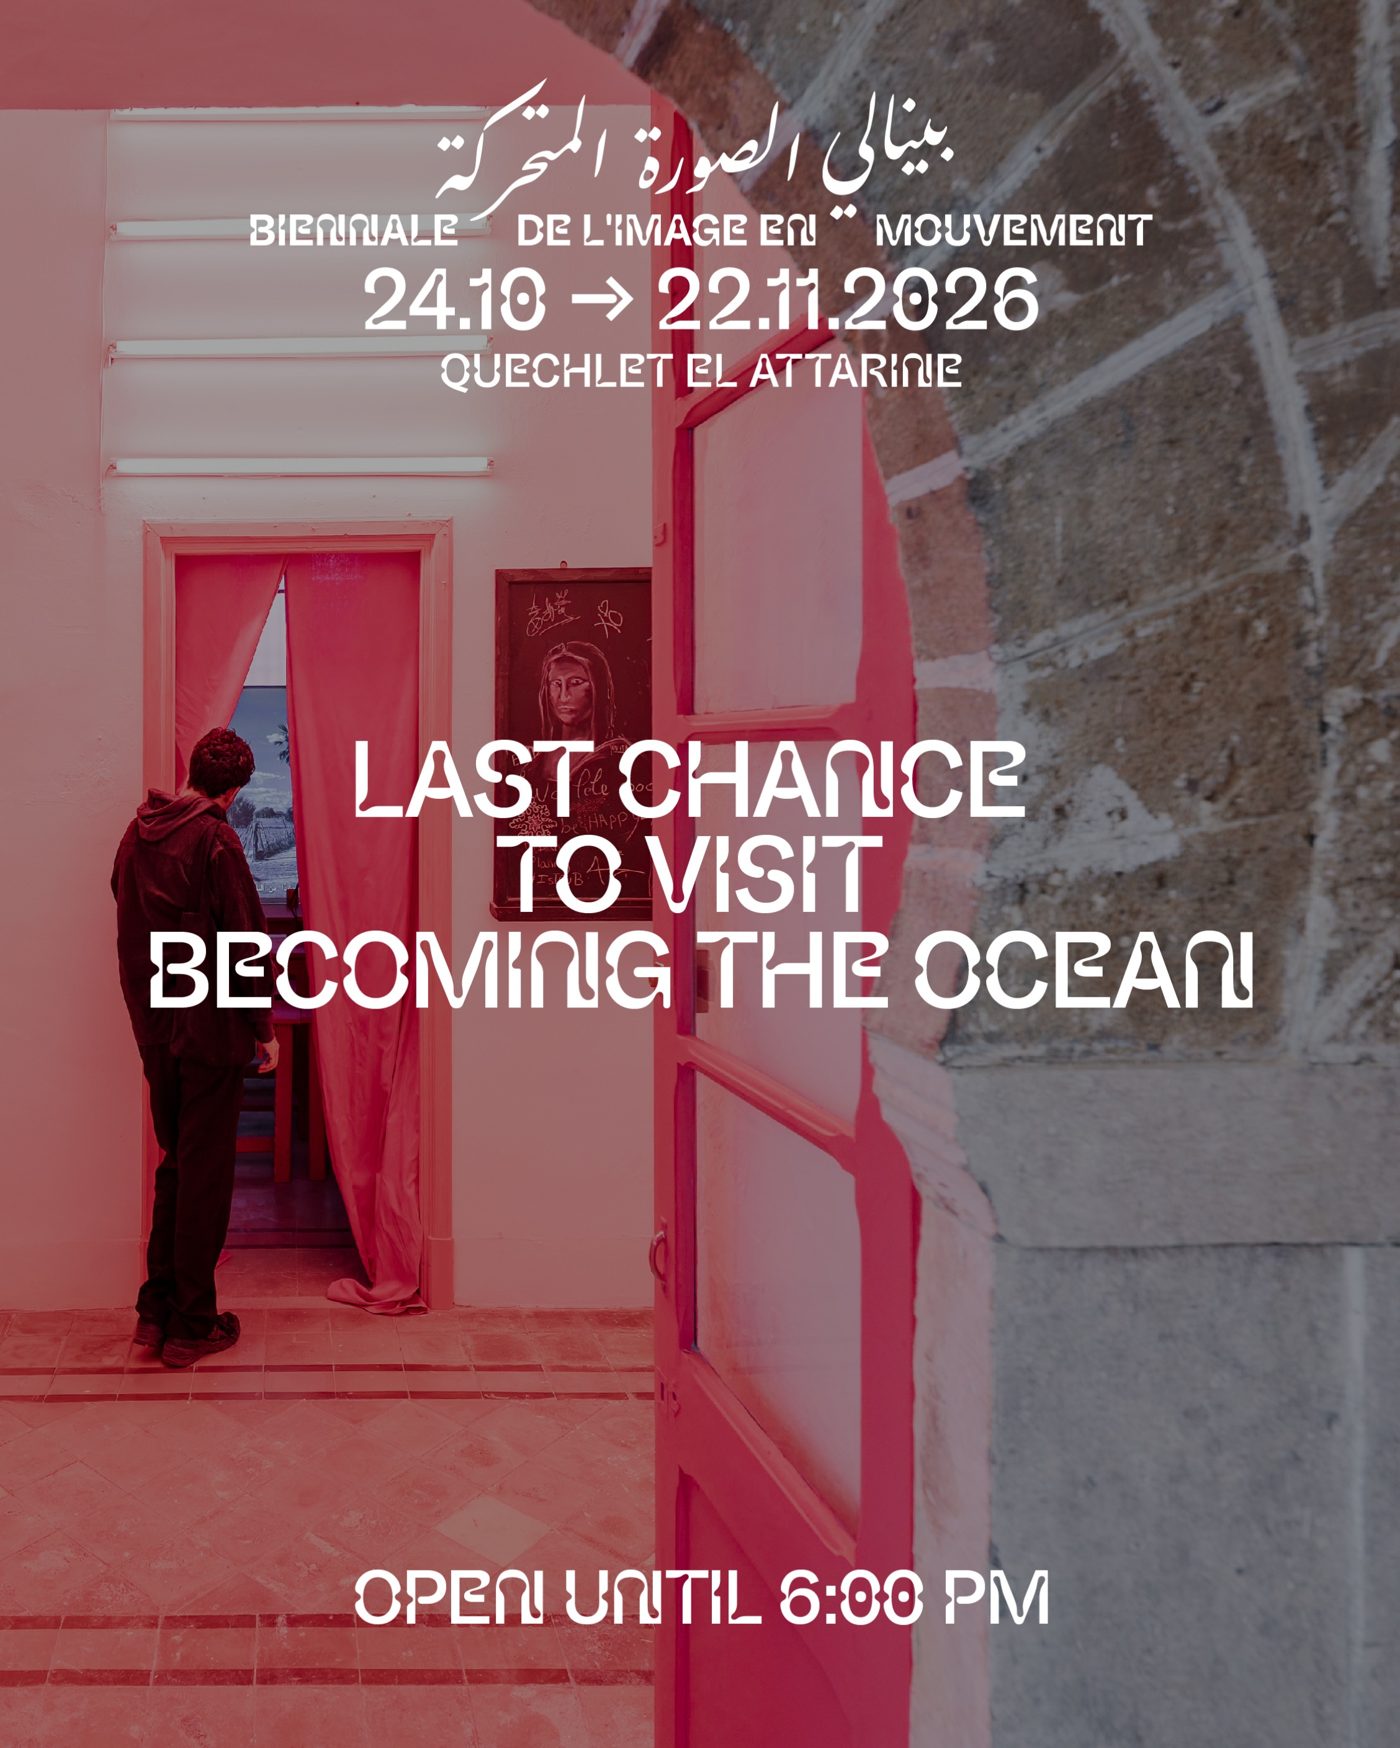 بينالي الصورة المتحركة
BIENNALE DE L'IMAGE EN MOUVEMENT
24.10 → 22.11.2026
QUECHLET EL ATTARINE
LAST CHANCE
TO VISIT
BECOMING THE OCEAN
OPEN UNTIL 6:00 PM